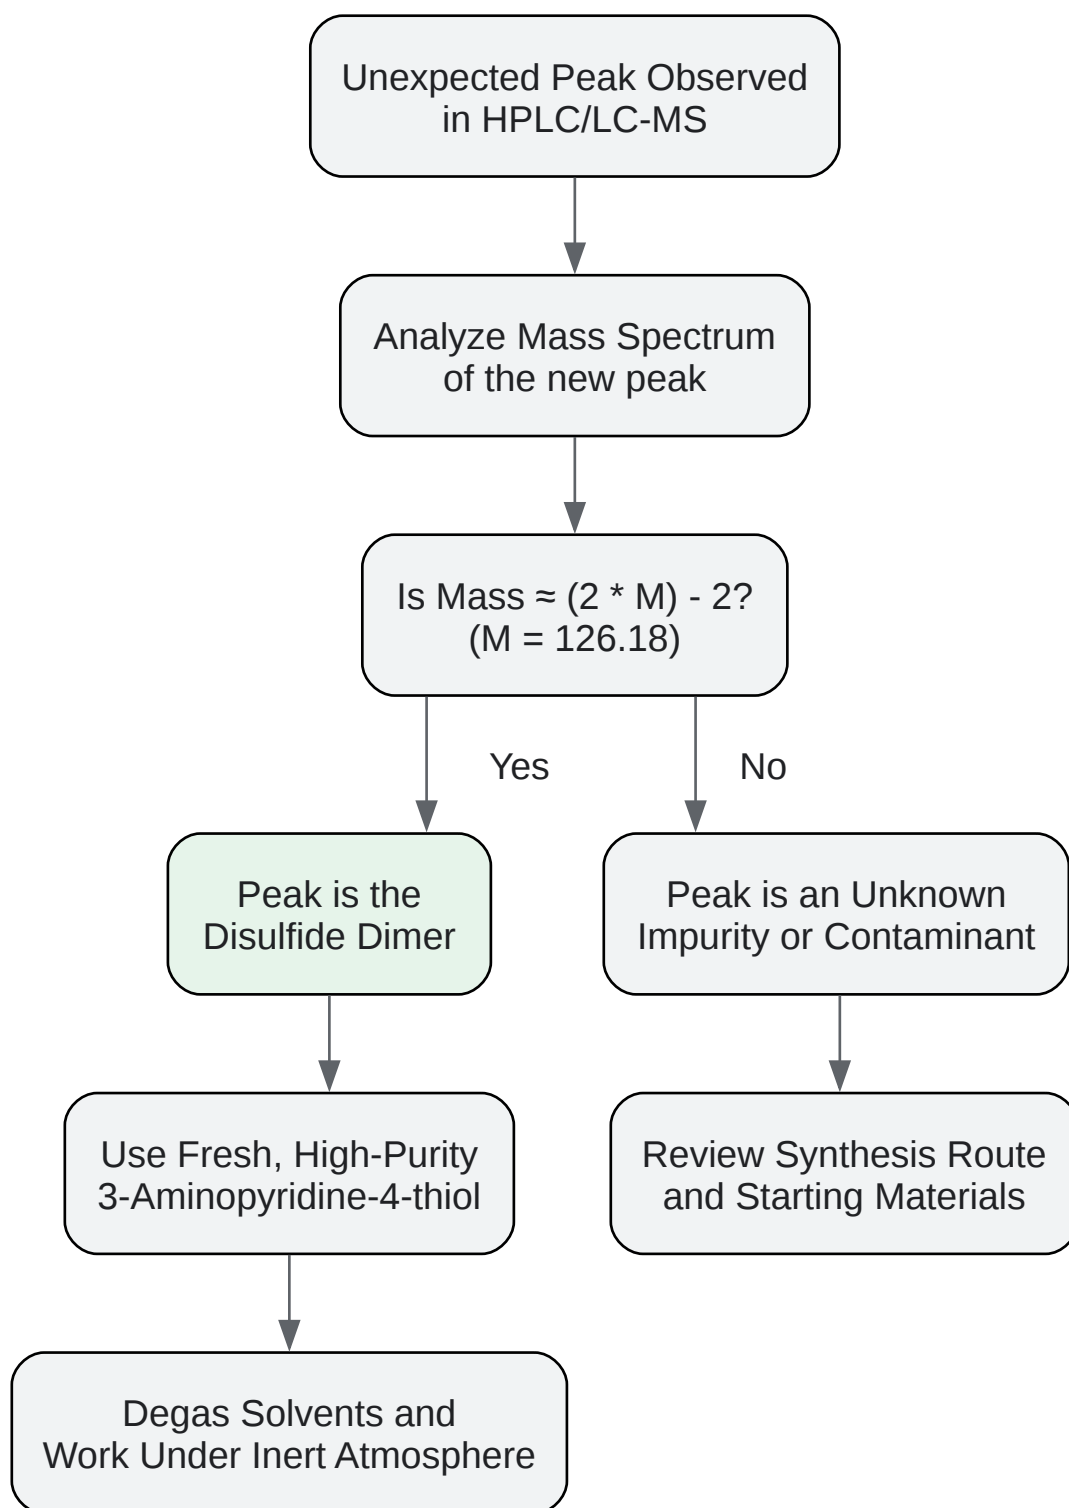 Unexpected Peak Observed
in HPLC/LC-MS
Analyze Mass Spectrum
of the new peak
Is Mass ≈ (2 * M) - 2?
(M = 126.18)
Yes
No
Peak is the
Disulfide Dimer
Peak is an Unknown
Impurity or Contaminant
Use Fresh, High-Purity
3-Aminopyridine-4-thiol
Review Synthesis Route
and Starting Materials
Degas Solvents and
Work Under Inert Atmosphere